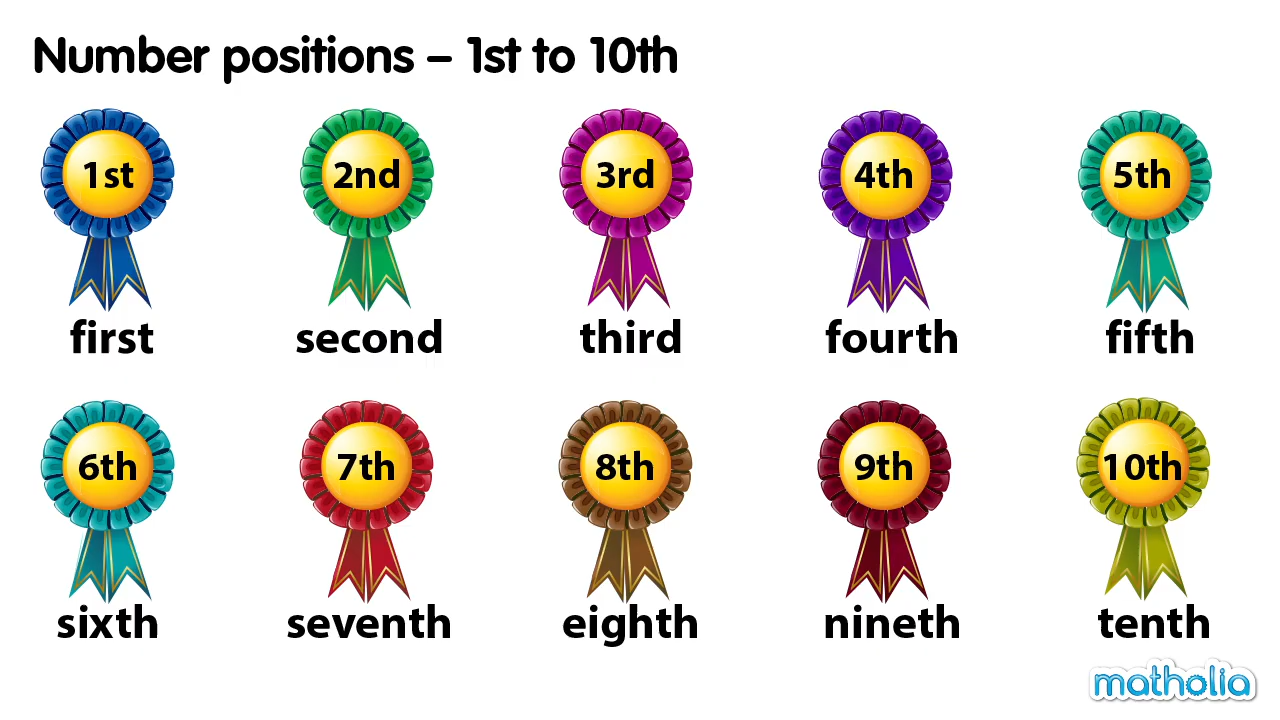 Number positions – 1st to 10th
1st 2nd 3rd 4th 5th
first second third fourth fifth
6th 7th 8th 9th 10th
sixth seventh eighth nineth tenth
matholia